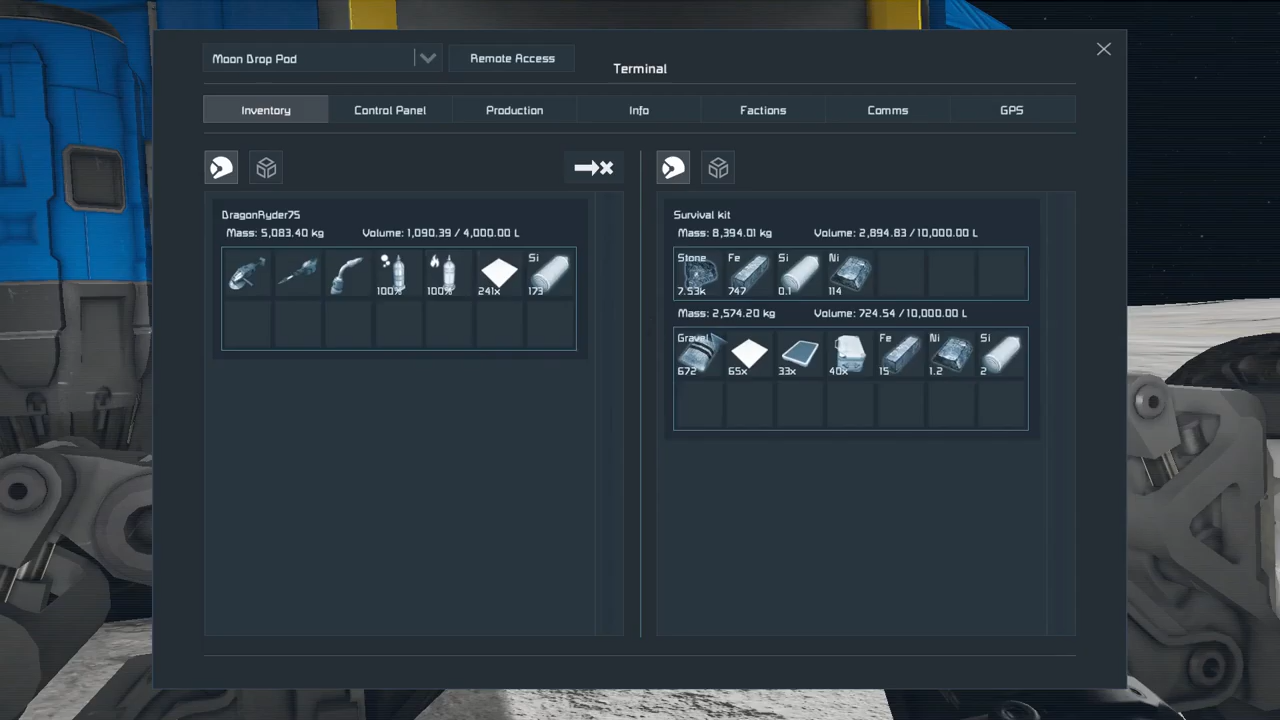 Moon Drop Pod
Remote Access
Terminal
Inventory
Control Panel
Production
Info
Factions
Comms
GPS
DragonRyder75
Mass: 5,083.40 kg
Volume: 1,090.39 / 4,000.00 L
Si
100%
100%
241x
173
Survival kit
Mass: 8,394.01 kg
Volume: 2,894.83 / 10,000.00 L
Stone
Fe
Si
Ni
7.53k
747
0.1
114
Mass: 2,574.20 kg
Volume: 724.54 / 10,000.00 L
Gravel
Fe
Ni
Si
672
65x
33x
40x
15
1.2
2